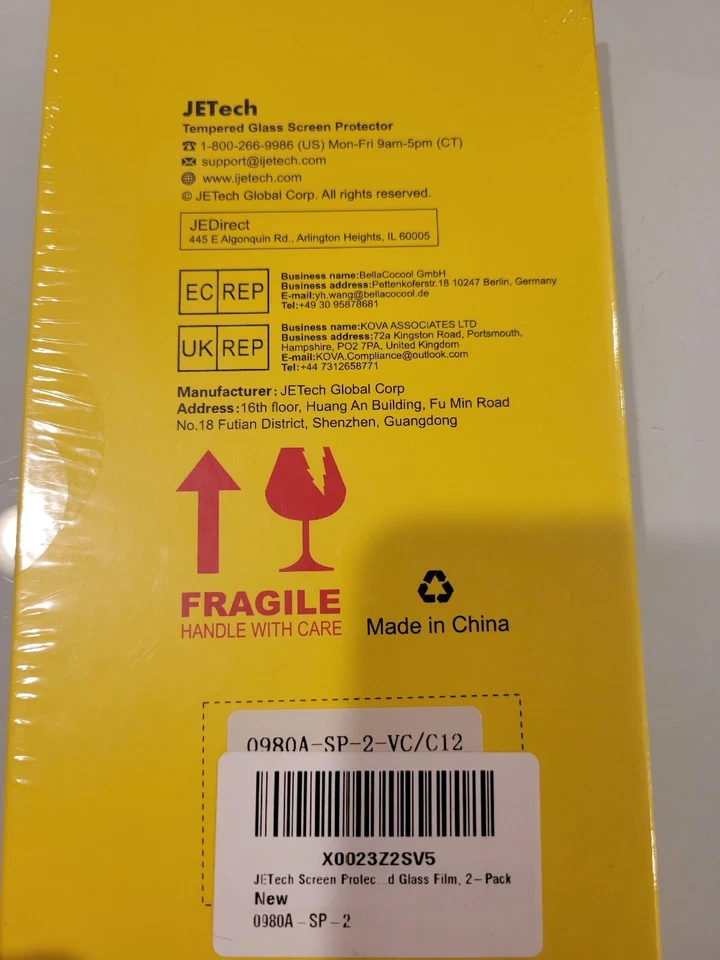 JETech
Tempered Glass Screen Protector
1-800-266-9986 (US) Mon-Fri 9am-5pm (CT)
support@ijetech.com
www.ijetech.com
© JETech Global Corp. All rights reserved.
JEDirect
445 E Algonquin Rd., Arlington Heights, IL 60005
EC REP
Business name:BellaCocool GmbH
Business address:Pettenkoferstr.18 10247 Berlin, Germany
E-mail:yh.wang@bellacocool.de
Tel:+49 30 95878681
UK REP
Business name:KOVA ASSOCIATES LTD
Business address:72a Kingston Road, Portsmouth,
Hampshire, PO2 7PA, United Kingdom
E-mail:KOVA.Compliance@outlook.com
Tel:+44 7312658771
Manufacturer: JETech Global Corp
Address:16th floor, Huang An Building, Fu Min Road
No.18 Futian District, Shenzhen, Guangdong
FRAGILE
HANDLE WITH CARE
Made in China
0980A-SP-2-VC/C12
X0023Z2SV5
JETech Screen Protec...d Glass Film, 2-Pack
New
0980A-SP-2